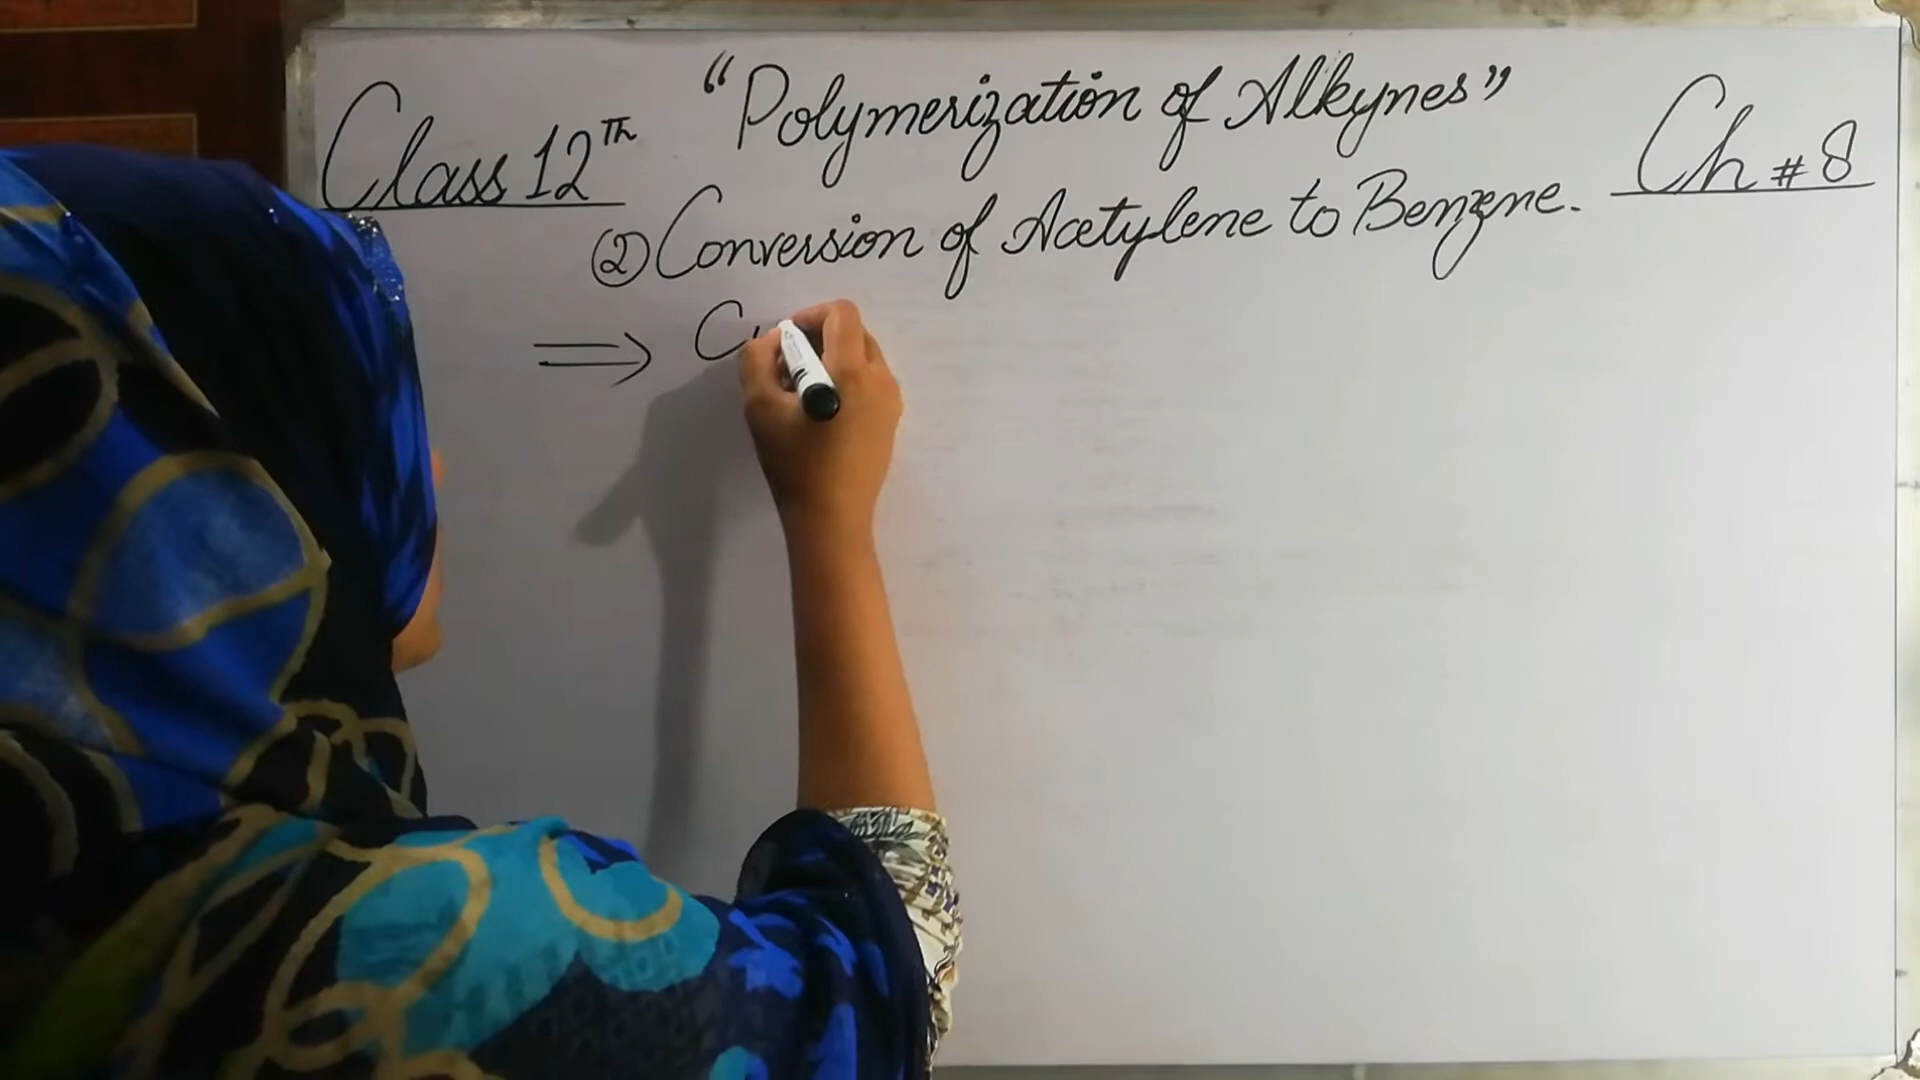 Class 12Th
"Polymerization of Alkynes"
Ch # 8
② Conversion of Acetylene to Benzene.
⇒ C